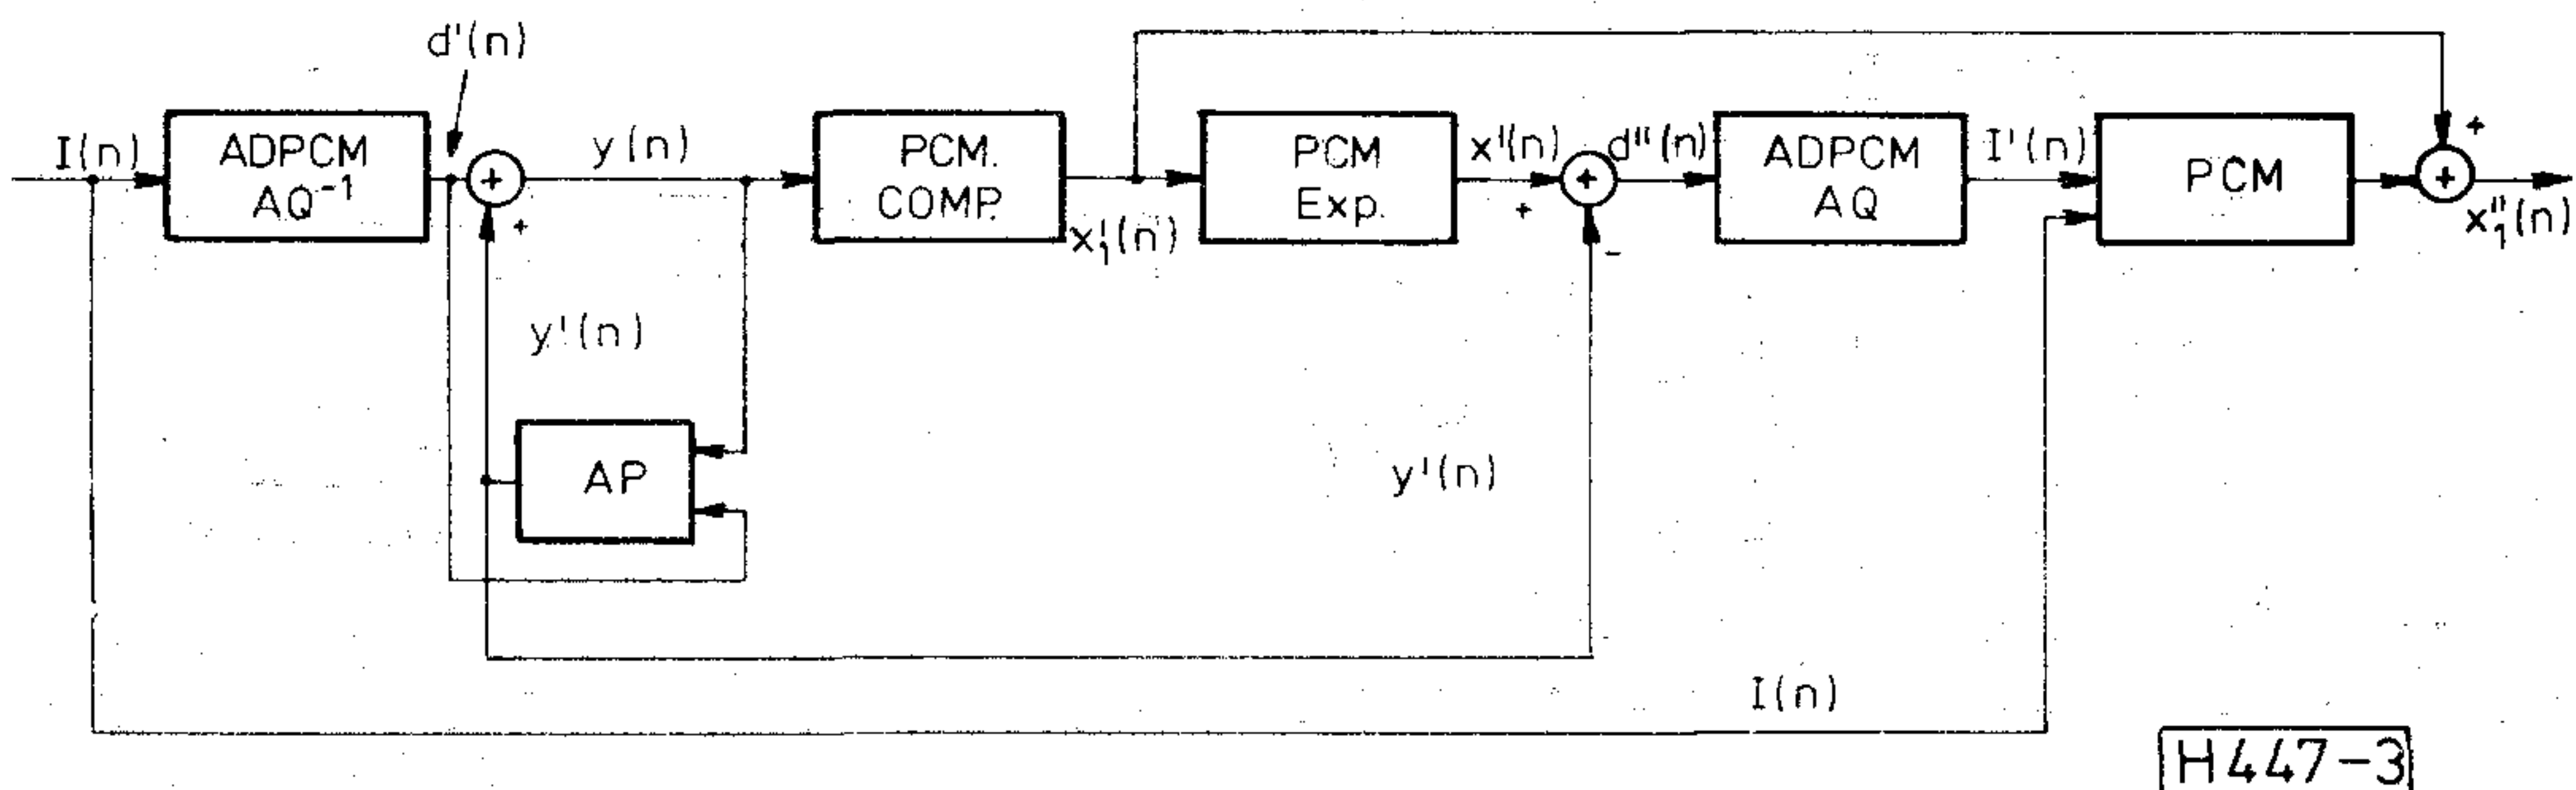 d'(n)
I(n)
ADPCM
AQ⁻¹
+
+
y(n)
PCM.
COMP.
x₁'(n)
PCM
Exp.
x'(n)
+
+
-
d"(n)
ADPCM
AQ
I'(n)
PCM
+
+
x₁"(n)
y'(n)
AP
y'(n)
I(n)
H447-3